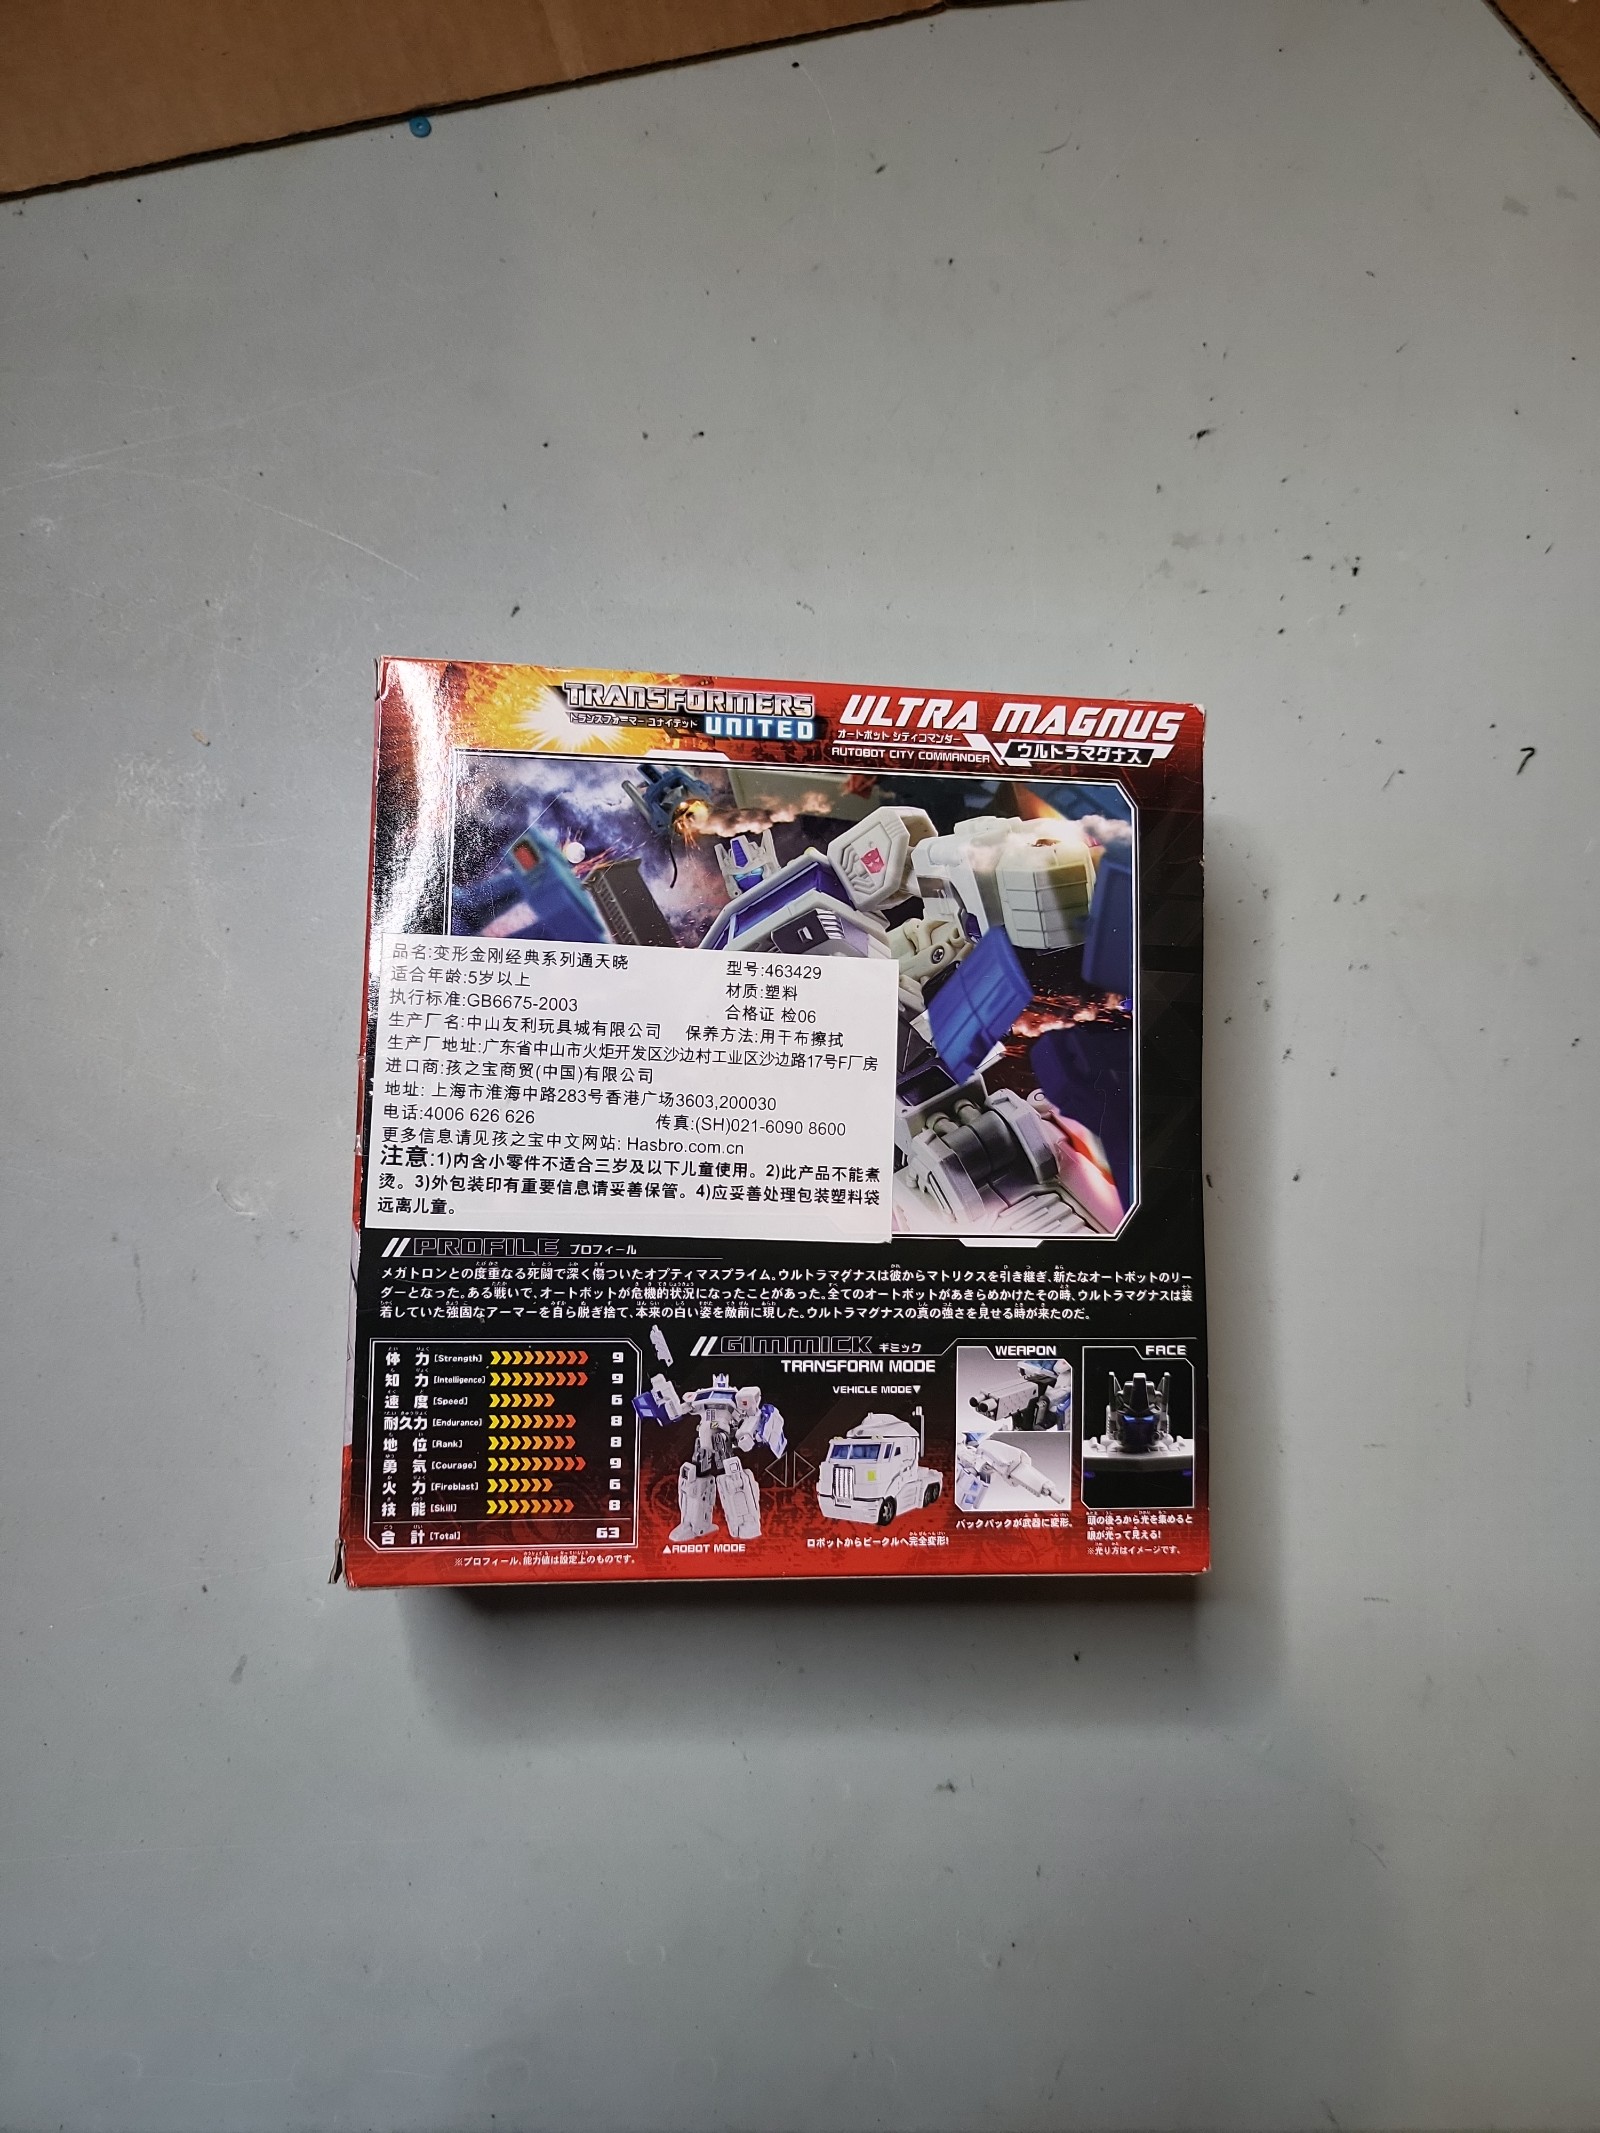 TRANSFORMERS
トランスフォーマー ユナイテッド UNITED
ULTRA MAGNUS
オートボット シティコマンダー
AUTOBOT CITY COMMANDER
ウルトラマグナス
品名:变形金刚经典系列通天晓
型号:463429
适合年龄:5岁以上
材质:塑料
执行标准:GB6675-2003
合格证 检06
生产厂名:中山友利玩具城有限公司 保养方法:用干布擦拭
生产厂地址:广东省中山市火炬开发区沙边村工业区沙边路17号F厂房
进口商:孩之宝商贸(中国)有限公司
地址: 上海市淮海中路283号香港广场3603,200030
电话:4006 626 626 传真:(SH)021-6090 8600
更多信息请见孩之宝中文网站: Hasbro.com.cn
注意:1)内含小零件不适合三岁及以下儿童使用。2)此产品不能煮
烫。3)外包装印有重要信息请妥善保管。4)应妥善处理包装塑料袋
远离儿童。
PROFILE プロフィール
メガトロンとの度重なる死闘で深く傷ついたオプティマスプライム。ウルトラマグナスは彼からマトリクスを引き継ぎ、新たなオートボットのリー
ダーとなった。ある戦いで、オートボットが危機的状況になったことがあった。全てのオートボットがあきらめかけたその時、ウルトラマグナスは装
着していた強固なアーマーを自ら脱ぎ捨て、本来の白い姿を敵前に現した。ウルトラマグナスの真の強さを見せる時が来たのだ。
体力 [Strength] 9
知力 [Intelligence] 9
速度 [Speed] 6
耐久力 [Endurance] 8
地位 [Rank] 8
勇気 [Courage] 9
火力 [Fireblast] 6
技能 [Skill] 8
合計 [Total] 63
※プロフィール、能力値は設定上のものです。
GIMMICK ギミック
TRANSFORM MODE
VEHICLE MODE▼
▲ROBOT MODE
ロボットからビークルへ完全変形!
WEAPON
バックパックが武器に変形。
FACE
頭の後ろから光を集めると
眼が光って見える!
※光り方はイメージです。